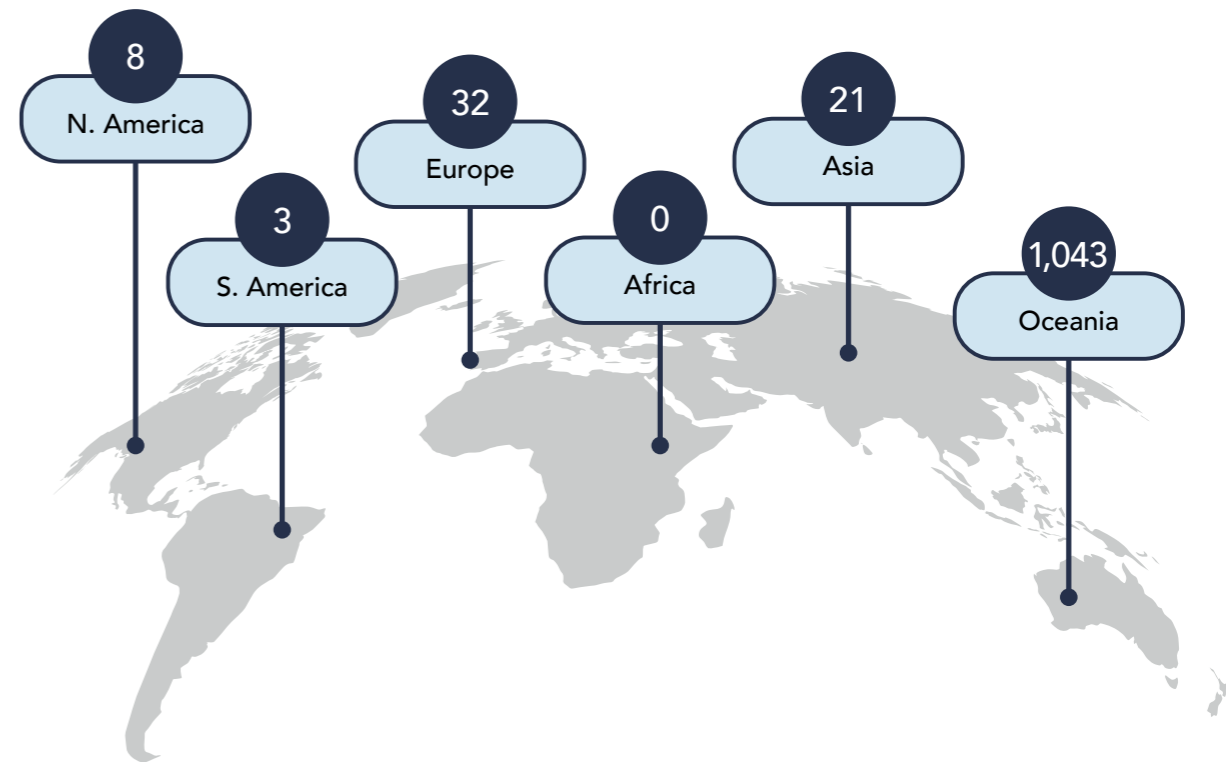 8
N. America
3
S. America
32
Europe
0
Africa
21
Asia
1,043
Oceania